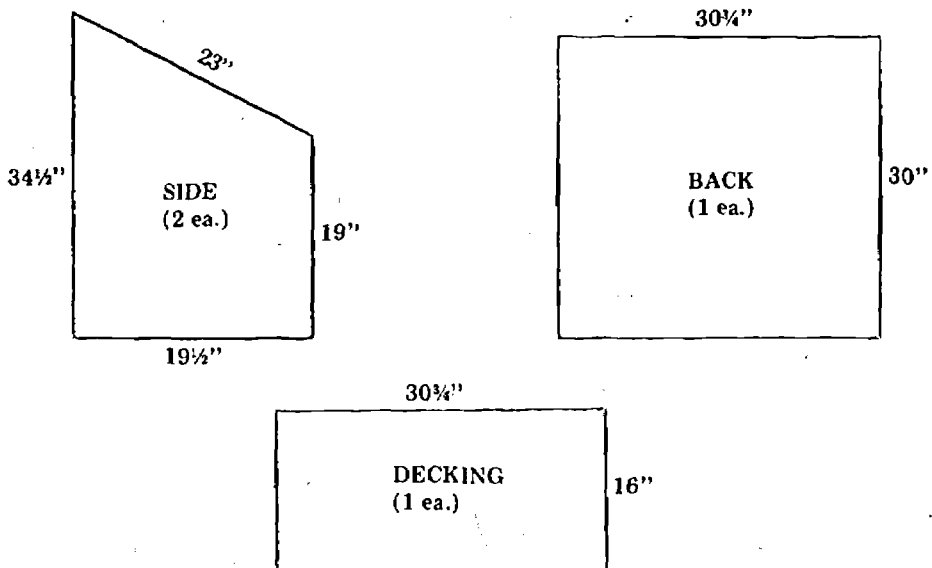 23”
34½”
SIDE
(2 ea.)
19”
19½”
30¾”
BACK
(1 ea.)
30”
30¾”
DECKING
(1 ea.)
16”